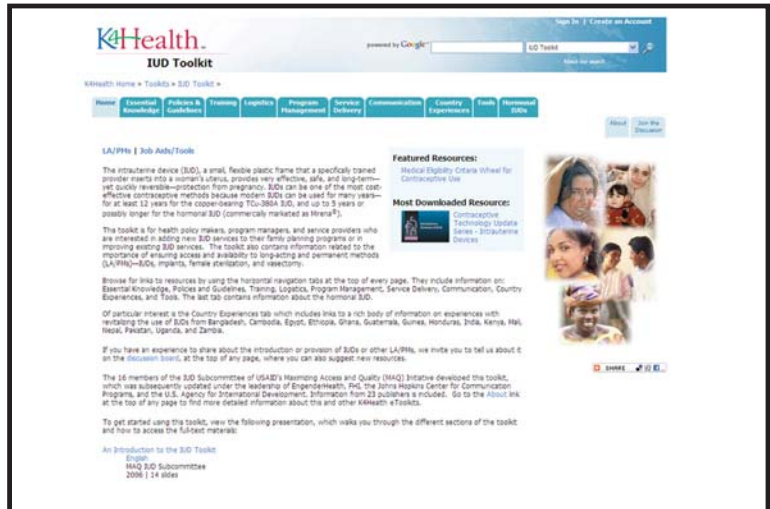 Sign In | Create an Account
K4Health
powered by Google
IUD Toolkit
About our search
IUD Toolkit
K4Health Home » Toolkits » IUD Toolkit »
Home
Essential Knowledge
Policies & Guidelines
Training
Logistics
Program Management
Service Delivery
Communication
Country Experiences
Tools
Hormonal IUDs
About
Join the Discussion
LA/PMs | Job Aids/Tools
The intrauterine device (IUD), a small, flexible plastic frame that a specifically trained
provider inserts into a woman's uterus, provides very effective, safe, and long-term—
yet quickly reversible—protection from pregnancy. IUDs can be one of the most cost-
effective contraceptive methods because modern IUDs can be used for many years—
for at least 12 years for the copper-bearing TCu-380A IUD, and up to 5 years or
possibly longer for the hormonal IUD (commercially marketed as Mirena®).
The toolkit is for health policy makers, program managers, and service providers who
are interested in adding new IUD services to their family planning programs or in
improving existing IUD services. The toolkit also contains information related to the
importance of ensuring access and availability to long-acting and permanent methods
(LA/PMs)—IUDs, implants, female sterilization, and vasectomy.
Browse for links to resources by using the horizontal navigation tabs at the top of every page. They include information on:
Essential Knowledge, Policies and Guidelines, Training, Logistics, Program Management, Service Delivery, Communication, Country
Experiences, and Tools. The last tab contains information about the hormonal IUD.
Of particular interest is the Country Experiences tab which includes links to a rich body of information on experiences with
revitalizing the use of IUDs from Bangladesh, Cambodia, Egypt, Ethiopia, Ghana, Guatemala, Guinea, Honduras, India, Kenya, Mali,
Nepal, Pakistan, Uganda, and Zambia.
If you have an experience to share about the introduction or provision of IUDs or other LA/PMs, we invite you to tell us about it
on the discussion board, at the top of any page, where you can also suggest new resources.
The 16 members of the IUD Subcommittee of USAID's Maximizing Access and Quality (MAQ) Initiative developed this toolkit,
which was subsequently updated under the leadership of EngenderHealth, FHI, the Johns Hopkins Center for Communication
Programs, and the U.S. Agency for International Development. Information from 23 publishers is included. Go to the About link
at the top of any page to find more detailed information about this and other K4Health eToolkits.
To get started using this toolkit, view the following presentation, which walks you through the different sections of the toolkit
and how to access the full-text materials:
An Introduction to the IUD Toolkit
English
MAQ IUD Subcommittee
2006 | 14 slides
Featured Resources:
Medical Eligibility Criteria Wheel for
Contraceptive Use
Most Downloaded Resource:
Contraceptive
Technology Update
Series - Intrauterine
Devices
SHARE